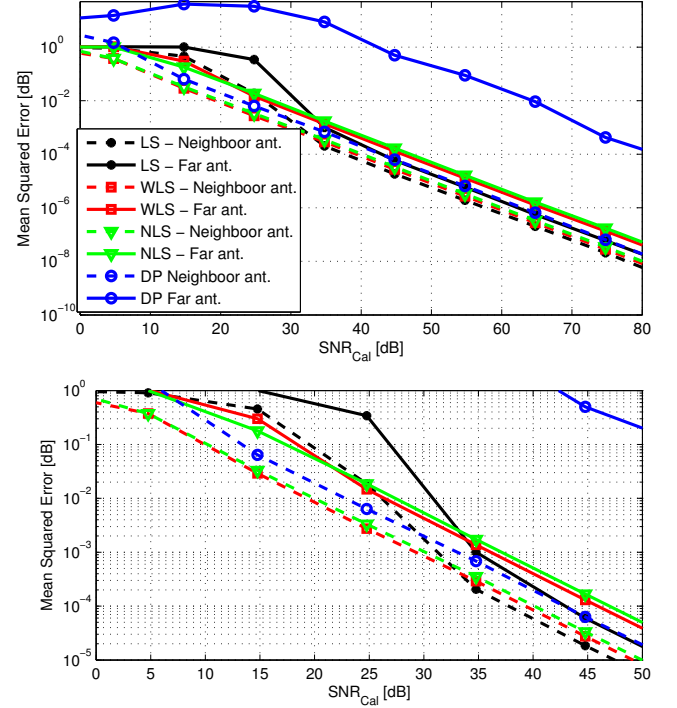 10^0
10^−2
10^−4
10^−6
10^−8
10^−10
Mean Squared Error [dB]
LS − Neighboor ant.
LS − Far ant.
WLS − Neighboor ant.
WLS − Far ant.
NLS − Neighboor ant.
NLS − Far ant.
DP Neighboor ant.
DP Far ant.
0 10 20 30 40 50 60 70 80
SNR_Cal [dB]
10^0
10^−1
10^−2
10^−3
10^−4
10^−5
Mean Squared Error [dB]
0 5 10 15 20 25 30 35 40 45 50
SNR_Cal [dB]